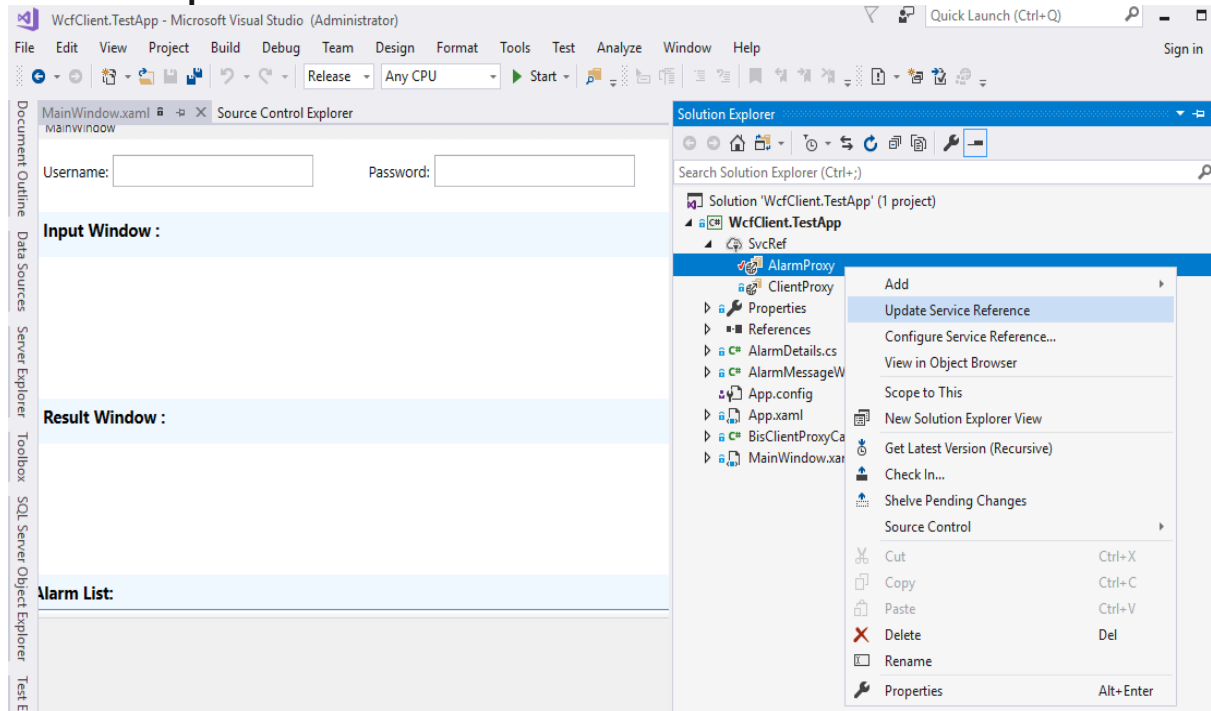 WcfClient.TestApp - Microsoft Visual Studio (Administrator)
Quick Launch (Ctrl+Q)
File Edit View Project Build Debug Team Design Format Tools Test Analyze Window Help
Sign in
Release Any CPU Start
Document Outline
Data Sources
Server Explorer
Toolbox
SQL Server Object Explorer
MainWindow.xaml Source Control Explorer
MainWindow
Username: Password:
Input Window :
Result Window :
Alarm List:
Solution Explorer
Search Solution Explorer (Ctrl+;)
Solution 'WcfClient.TestApp' (1 project)
C# WcfClient.TestApp
SvcRef
AlarmProxy
ClientProxy
Properties
References
C# AlarmDetails.cs
C# AlarmMessageW
App.config
App.xaml
C# BisClientProxyCa
MainWindow.xar
Add
Update Service Reference
Configure Service Reference...
View in Object Browser
Scope to This
New Solution Explorer View
Get Latest Version (Recursive)
Check In...
Shelve Pending Changes
Source Control
Cut Ctrl+X
Copy Ctrl+C
Paste Ctrl+V
Delete Del
Rename
Properties Alt+Enter